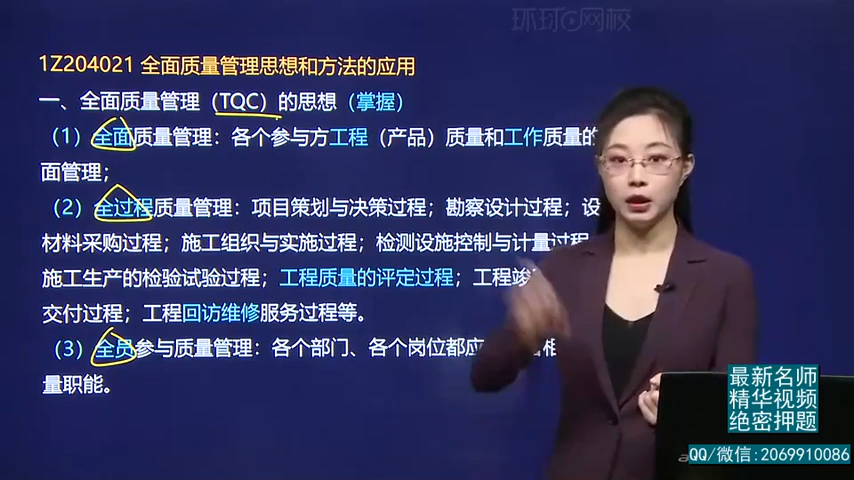 环球网校
1Z204021 全面质量管理思想和方法的应用
一、全面质量管理（TQC）的思想（掌握）
（1）全面质量管理：各个参与方工程（产品）质量和工作质量的
面管理；
（2）全过程质量管理：项目策划与决策过程；勘察设计过程；设
材料采购过程；施工组织与实施过程；检测设施控制与计量过程
施工生产的检验试验过程；工程质量的评定过程；工程竣
交付过程；工程回访维修服务过程等。
（3）全员参与质量管理：各个部门、各个岗位都应
量职能。
最新名师
精华视频
绝密押题
QQ/微信:2069910086